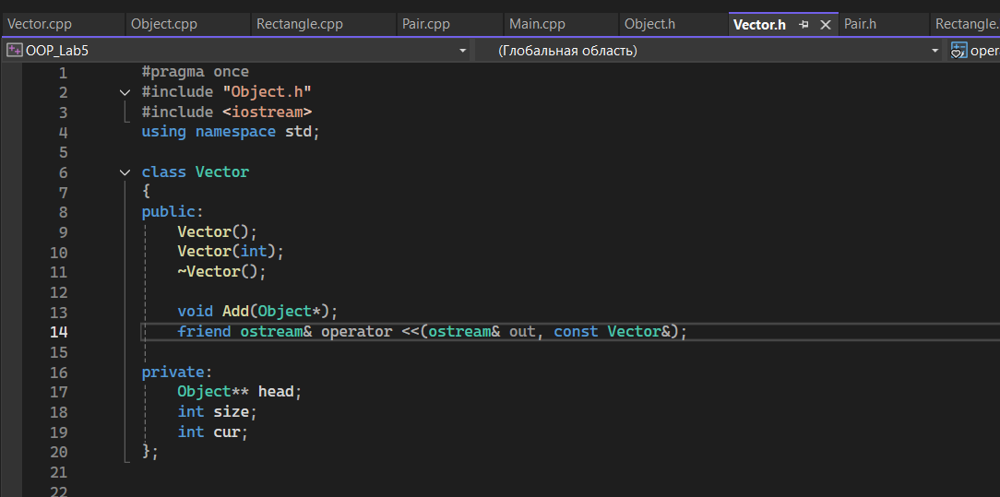 Vector.cpp Object.cpp Rectangle.cpp Pair.cpp Main.cpp Object.h Vector.h Pair.h Rectangle.
OOP_Lab5 (Глобальная область) oper
1 #pragma once
2 #include "Object.h"
3 #include <iostream>
4 using namespace std;
5
6 class Vector
7 {
8 public:
9 Vector();
10 Vector(int);
11 ~Vector();
12
13 void Add(Object*);
14 friend ostream& operator <<(ostream& out, const Vector&);
15
16 private:
17 Object** head;
18 int size;
19 int cur;
20 };
21
22